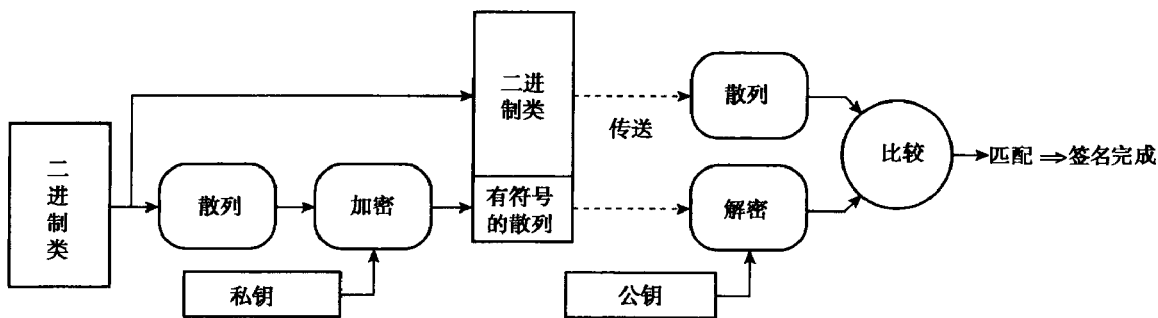 二进制类
散列
加密
私钥
二进
制类
有符号
的散列
传送
散列
解密
公钥
比较
匹配 ⇒ 签名完成